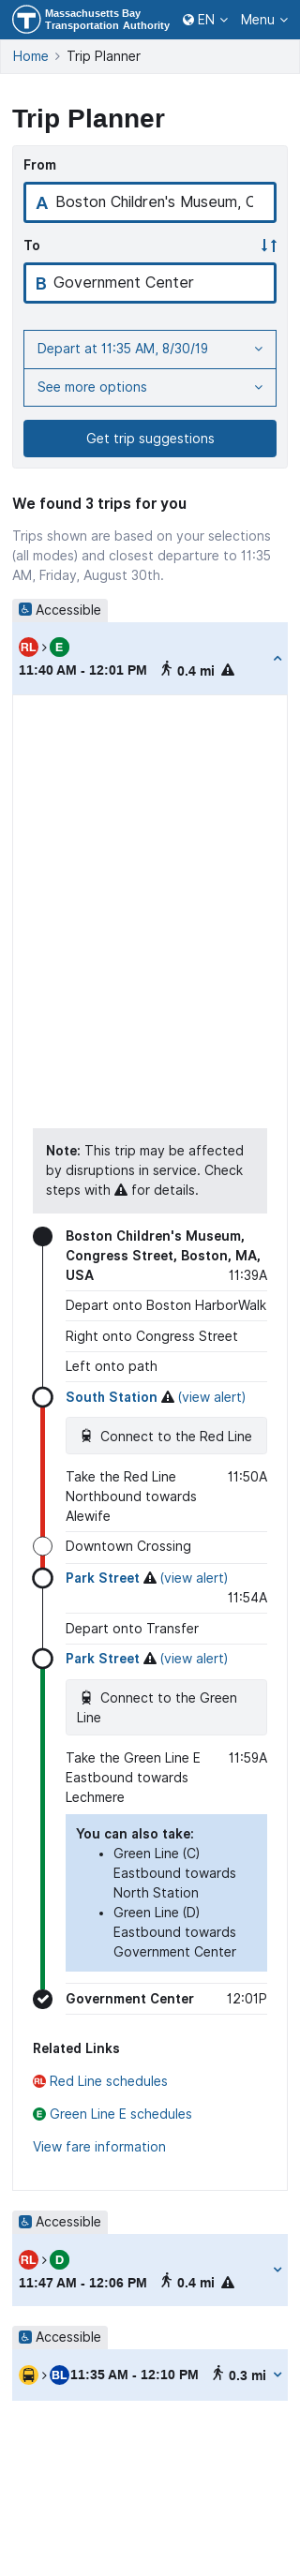 Massachusetts Bay
Transportation Authority
EN
Menu
Home > Trip Planner
Trip Planner
From
A Boston Children's Museum, C
To
B Government Center
Depart at 11:35 AM, 8/30/19
See more options
Get trip suggestions
We found 3 trips for you
Trips shown are based on your selections
(all modes) and closest departure to 11:35
AM, Friday, August 30th.
Accessible
RL > E
11:40 AM - 12:01 PM 0.4 mi
Note: This trip may be affected
by disruptions in service. Check
steps with for details.
Boston Children's Museum,
Congress Street, Boston, MA,
USA 11:39A
Depart onto Boston HarborWalk
Right onto Congress Street
Left onto path
South Station (view alert)
Connect to the Red Line
Take the Red Line 11:50A
Northbound towards
Alewife
Downtown Crossing
Park Street (view alert)
11:54A
Depart onto Transfer
Park Street (view alert)
Connect to the Green
Line
Take the Green Line E 11:59A
Eastbound towards
Lechmere
You can also take:
• Green Line (C)
Eastbound towards
North Station
• Green Line (D)
Eastbound towards
Government Center
Government Center 12:01P
Related Links
RL Red Line schedules
E Green Line E schedules
View fare information
Accessible
RL > D
11:47 AM - 12:06 PM 0.4 mi
Accessible
> BL 11:35 AM - 12:10 PM 0.3 mi